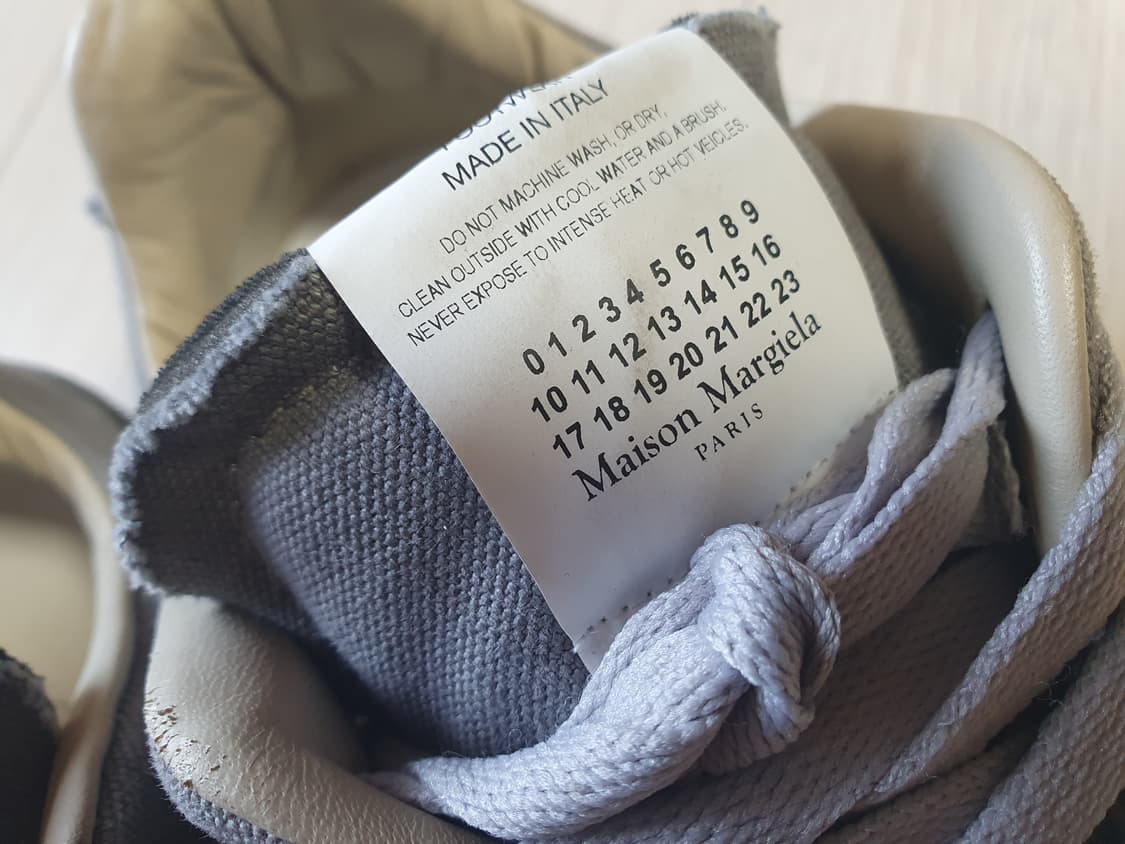 MADE IN ITALY
DO NOT MACHINE WASH, OR DRY,
CLEAN OUTSIDE WITH COOL WATER AND A BRUSH,
NEVER EXPOSE TO INTENSE HEAT OR HOT VEICLES.
0 1 2 3 4 5 6 7 8 9
10 11 12 13 14 15 16
17 18 19 20 21 22 23
Maison Margiela
PARIS